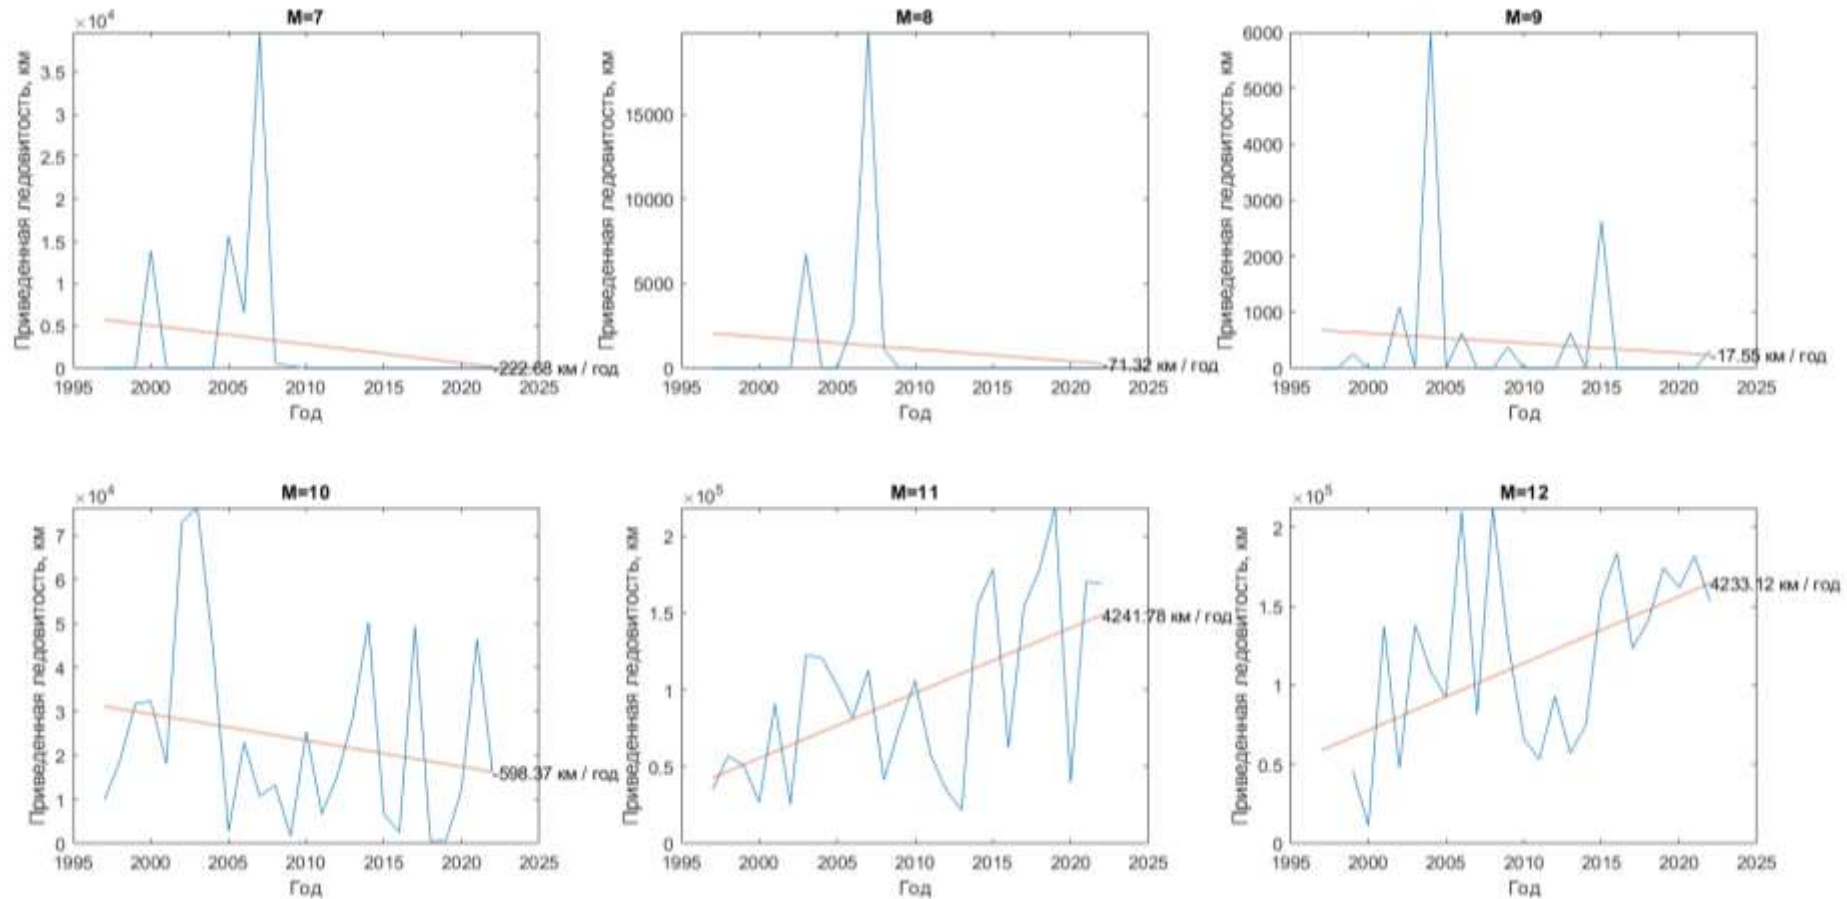 M=7
×10⁴
Приведенная ледовитость, км
3.5
3
2.5
2
1.5
1
0.5
0
1995 2000 2005 2010 2015 2020 2025
Год
-222.68 км / год
M=8
Приведенная ледовитость, км
15000
10000
5000
0
1995 2000 2005 2010 2015 2020 2025
Год
-71.32 км / год
M=9
Приведенная ледовитость, км
6000
5000
4000
3000
2000
1000
0
1995 2000 2005 2010 2015 2020 2025
Год
-17.55 км / год
M=10
×10⁴
Приведенная ледовитость, км
7
6
5
4
3
2
1
0
1995 2000 2005 2010 2015 2020 2025
Год
-598.37 км / год
M=11
×10⁵
Приведенная ледовитость, км
2
1.5
1
0.5
0
1995 2000 2005 2010 2015 2020 2025
Год
4241.78 км / год
M=12
×10⁵
Приведенная ледовитость, км
2
1.5
1
0.5
0
1995 2000 2005 2010 2015 2020 2025
Год
4233.12 км / год